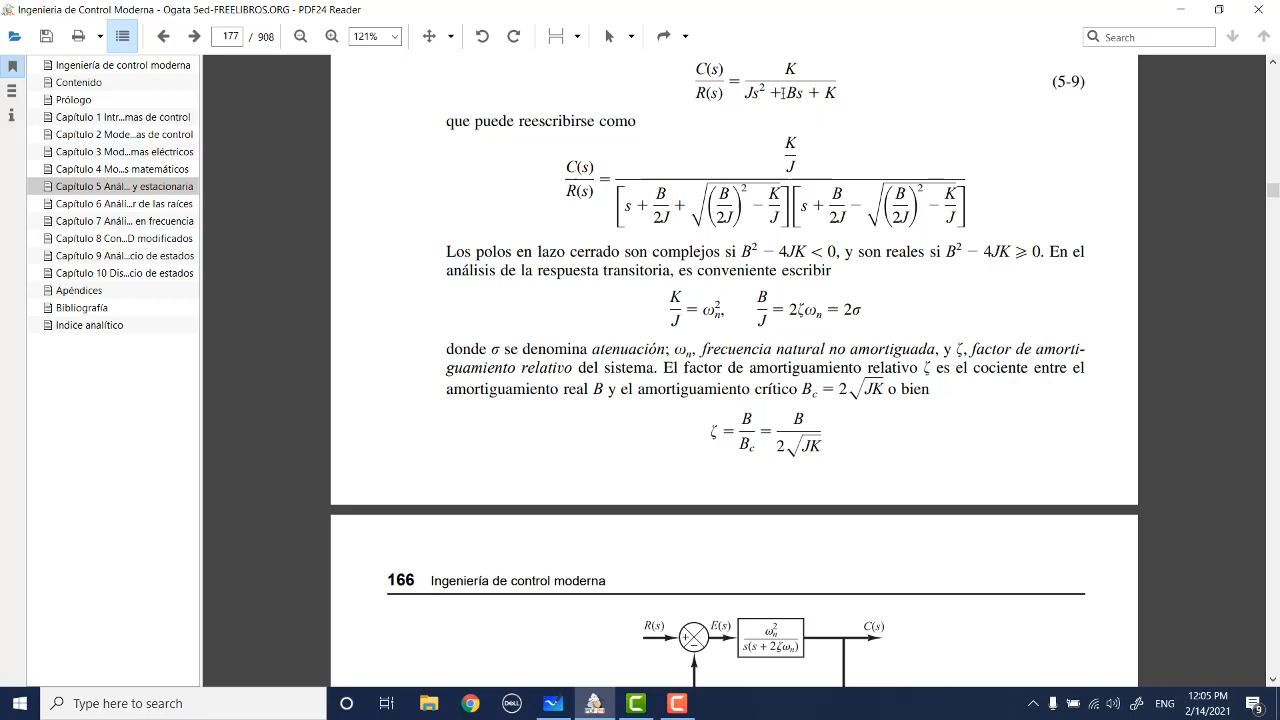 Ingenieria de Control Moderna - Ogata 5ed-FREELIBROS.ORG - PDF24 Reader
177 / 908
121%
Search
Ingeniería de control moderna
Contenido
Prólogo
Capítulo 1 Intr...mas de control
Capítulo 2 Mode...as de control
Capítulo 3 Mod...mas eléctricos
Capítulo 4 Mo...s matemáticos
Capítulo 5 Anál... y estacionaria
Capítulo 6 Análi...r de las raíces
Capítulo 7 Análi... en frecuencia
Capítulo 8 Con...D modificados
Capítulo 9 Anál...cio de estados
Capítulo 10 Dis...cio de estados
Apéndices
Bibliografía
Indice analítico
C(s)/R(s) = K/(Js² + Bs + K) (5-9)
que puede reescribirse como
C(s)/R(s) = (K/J)/([s + B/2J + √((B/2J)² − K/J)][s + B/2J − √((B/2J)² − K/J)])
Los polos en lazo cerrado son complejos si B² − 4JK < 0, y son reales si B² − 4JK ⩾ 0. En el
análisis de la respuesta transitoria, es conveniente escribir
K/J = ωn², B/J = 2ζωn = 2σ
donde σ se denomina atenuación; ωn, frecuencia natural no amortiguada, y ζ, factor de amorti-
guamiento relativo del sistema. El factor de amortiguamiento relativo ζ es el cociente entre el
amortiguamiento real B y el amortiguamiento crítico Bc = 2√JK o bien
ζ = B/Bc = B/(2√JK)
166 Ingeniería de control moderna
R(s) + − E(s) ωn²/(s(s + 2ζωn)) C(s)
Type here to search
DELL
ENG
12:05 PM
2/14/2021
9